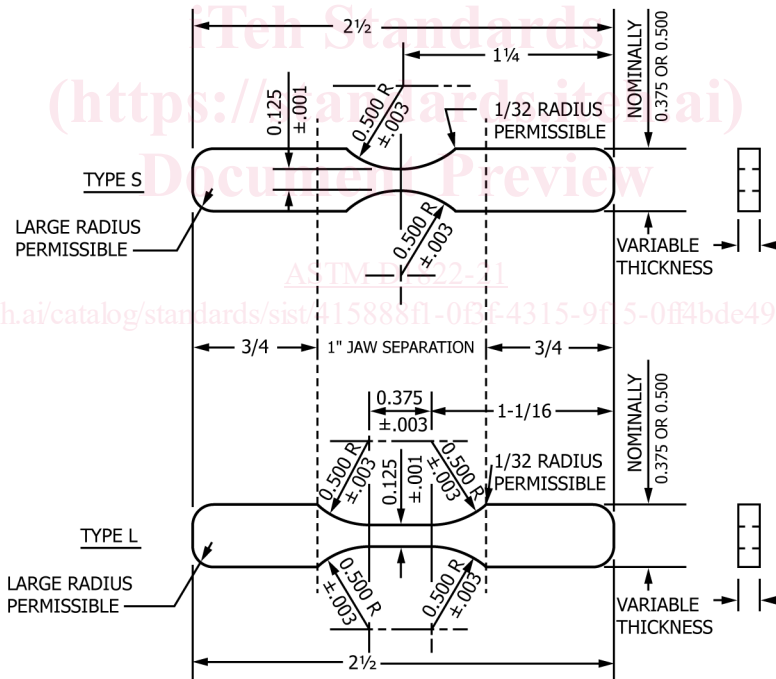 iTeh Standards
(https://standards.iteh.ai)
Document Preview
ASTM D1822-21
h.ai/catalog/standards/sist/415888f1-0f3f-4315-9f15-0ff4bde49
2½
1¼
NOMINALLY
0.375 OR 0.500
0.125
±.001
0.500 R
±.003
1/32 RADIUS
PERMISSIBLE
TYPE S
LARGE RADIUS
PERMISSIBLE
0.500 R
±.003
VARIABLE
THICKNESS
3/4
1" JAW SEPARATION
3/4
0.375
±.003
1-1/16
NOMINALLY
0.375 OR 0.500
0.500 R
±.003
0.125
±.001
0.500 R
±.003
1/32 RADIUS
PERMISSIBLE
TYPE L
LARGE RADIUS
PERMISSIBLE
0.500 R
±.003
0.500 R
±.003
VARIABLE
THICKNESS
2½